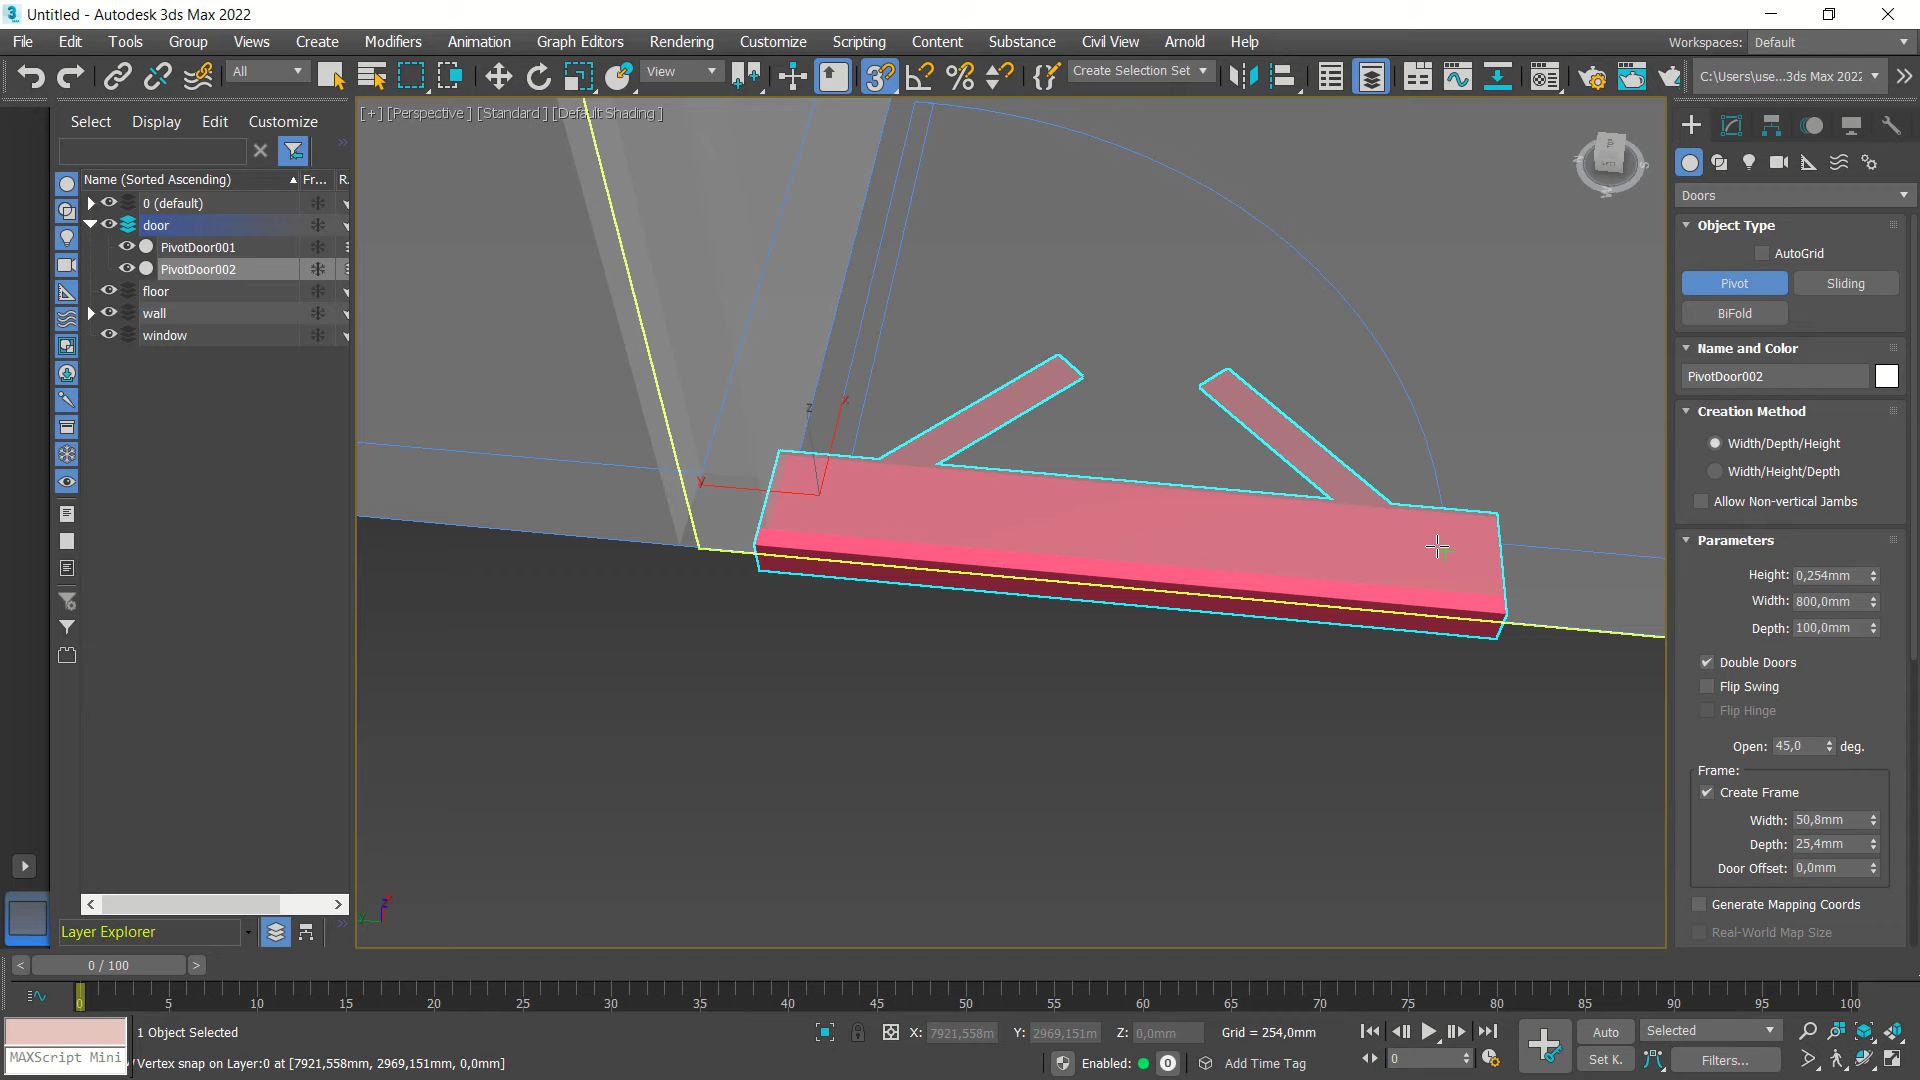 Untitled - Autodesk 3ds Max 2022
File Edit Tools Group Views Create Modifiers Animation Graph Editors Rendering Customize Scripting Content Substance Civil View Arnold Help
Workspaces: Default
All
View
Create Selection Set
C:\Users\use...3ds Max 2022
[+] [Perspective ] [Standard ] [Default Shading ]
Select Display Edit Customize
Name (Sorted Ascending) Fr... R.
0 (default)
door
PivotDoor001
PivotDoor002
floor
wall
window
Layer Explorer
z
x
y
Doors
Object Type
AutoGrid
Pivot Sliding
BiFold
Name and Color
PivotDoor002
Creation Method
Width/Depth/Height
Width/Height/Depth
Allow Non-vertical Jambs
Parameters
Height: 0,254mm
Width: 800,0mm
Depth: 100,0mm
Double Doors
Flip Swing
Flip Hinge
Open: 45,0 deg.
Frame:
Create Frame
Width: 50,8mm
Depth: 25,4mm
Door Offset: 0,0mm
Generate Mapping Coords
Real-World Map Size
0 / 100
0 5 10 15 20 25 30 35 40 45 50 55 60 65 70 75 80 85 90 95 100
1 Object Selected
X: 7921,558m Y: 2969,151m Z: 0,0mm Grid = 254,0mm
Auto Selected
MAXScript Mini
Vertex snap on Layer:0 at [7921,558mm, 2969,151mm, 0,0mm]
Enabled: Add Time Tag
0
Set K. Filters...